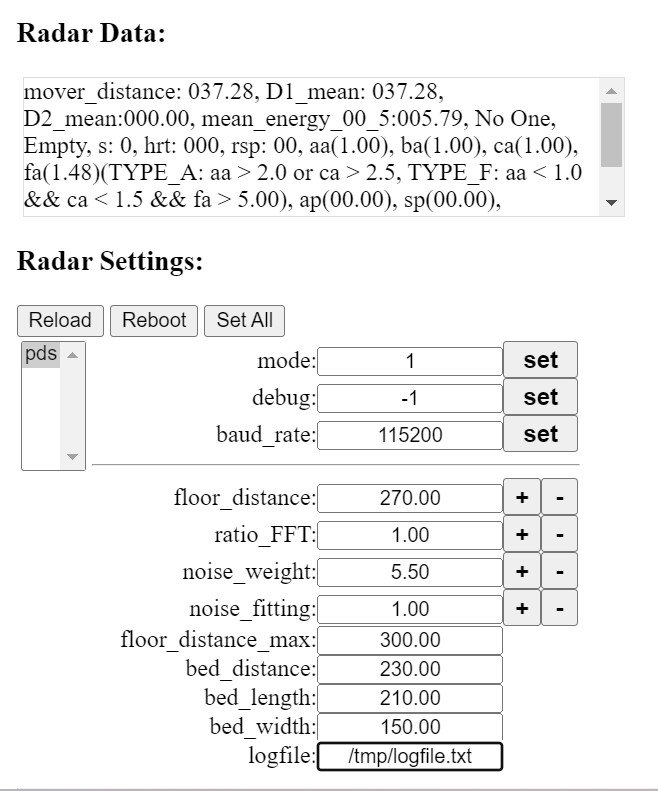 Radar Data:
mover_distance: 037.28, D1_mean: 037.28,
D2_mean:000.00, mean_energy_00_5:005.79, No One,
Empty, s: 0, hrt: 000, rsp: 00, aa(1.00), ba(1.00), ca(1.00),
fa(1.48)(TYPE_A: aa > 2.0 or ca > 2.5, TYPE_F: aa < 1.0
&& ca < 1.5 && fa > 5.00), ap(00.00), sp(00.00),
Radar Settings:
Reload Reboot Set All
pds
mode: 1 set
debug: -1 set
baud_rate: 115200 set
floor_distance: 270.00 + -
ratio_FFT: 1.00 + -
noise_weight: 5.50 + -
noise_fitting: 1.00 + -
floor_distance_max: 300.00
bed_distance: 230.00
bed_length: 210.00
bed_width: 150.00
logfile: /tmp/logfile.txt